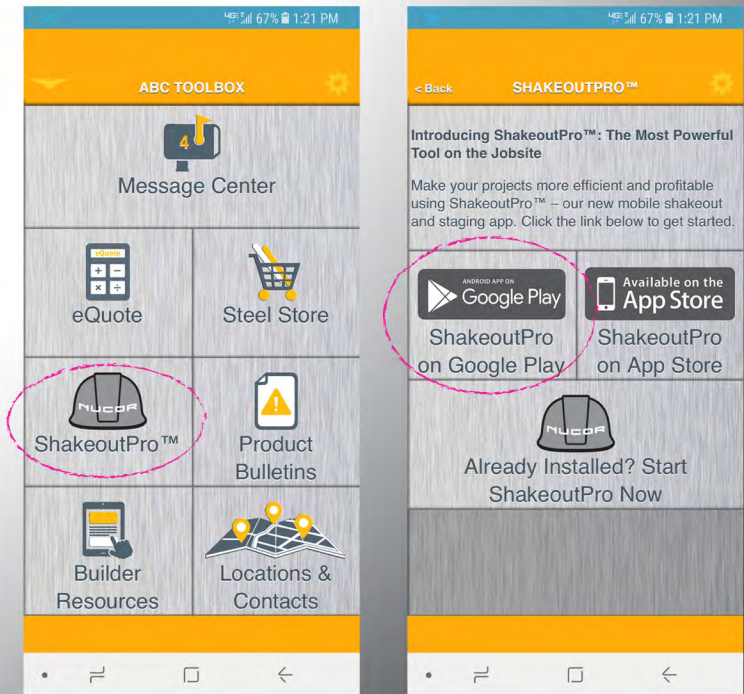 4GE 67% 1:21 PM
ABC TOOLBOX
4
Message Center
eQuote
eQuote
Steel Store
NUCOR
ShakeoutPro™
Product
Bulletins
Builder
Resources
Locations &
Contacts
4GE 67% 1:21 PM
< Back SHAKEOUTPRO™
Introducing ShakeoutPro™: The Most Powerful
Tool on the Jobsite
Make your projects more efficient and profitable
using ShakeoutPro™ – our new mobile shakeout
and staging app. Click the link below to get started.
ANDROID APP ON
Google Play
ShakeoutPro
on Google Play
Available on the
App Store
ShakeoutPro
on App Store
NUCOR
Already Installed? Start
ShakeoutPro Now